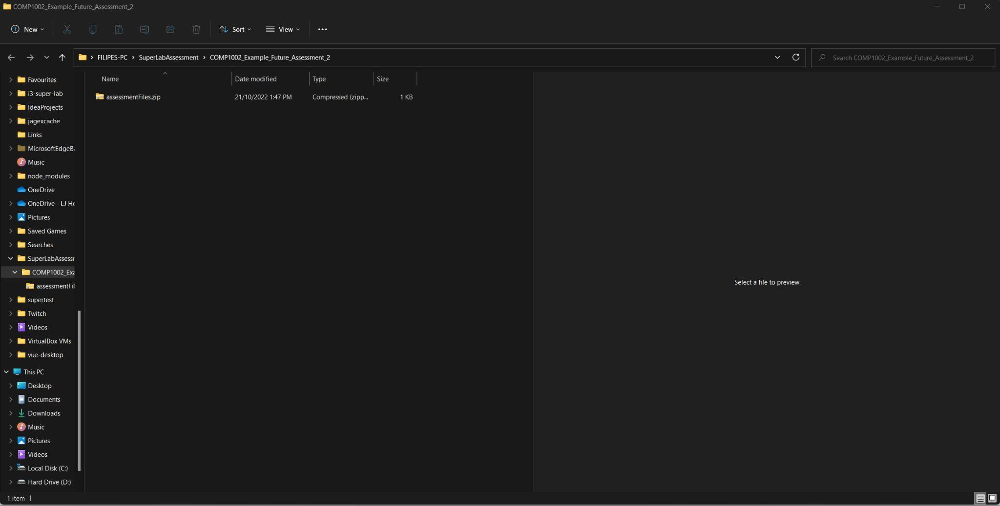 COMP1002_Example_Future_Assessment_2
New
Sort
View
FILIPES-PC > SuperLabAssessment > COMP1002_Example_Future_Assessment_2
Search COMP1002_Example_Future_Assessment_2
Name Date modified Type Size
assessmentFiles.zip 21/10/2022 1:47 PM Compressed (zipp... 1 KB
Favourites
i3-super-lab
IdeaProjects
jagexcache
Links
MicrosoftEdgeBa
Music
node_modules
OneDrive
OneDrive - LJ Ho
Pictures
Saved Games
Searches
SuperLabAssessm
COMP1002_Exa
assessmentFil
supertest
Twitch
Videos
VirtualBox VMs
vue-desktop
This PC
Desktop
Documents
Downloads
Music
Pictures
Videos
Local Disk (C:)
Hard Drive (D:)
Select a file to preview.
1 item